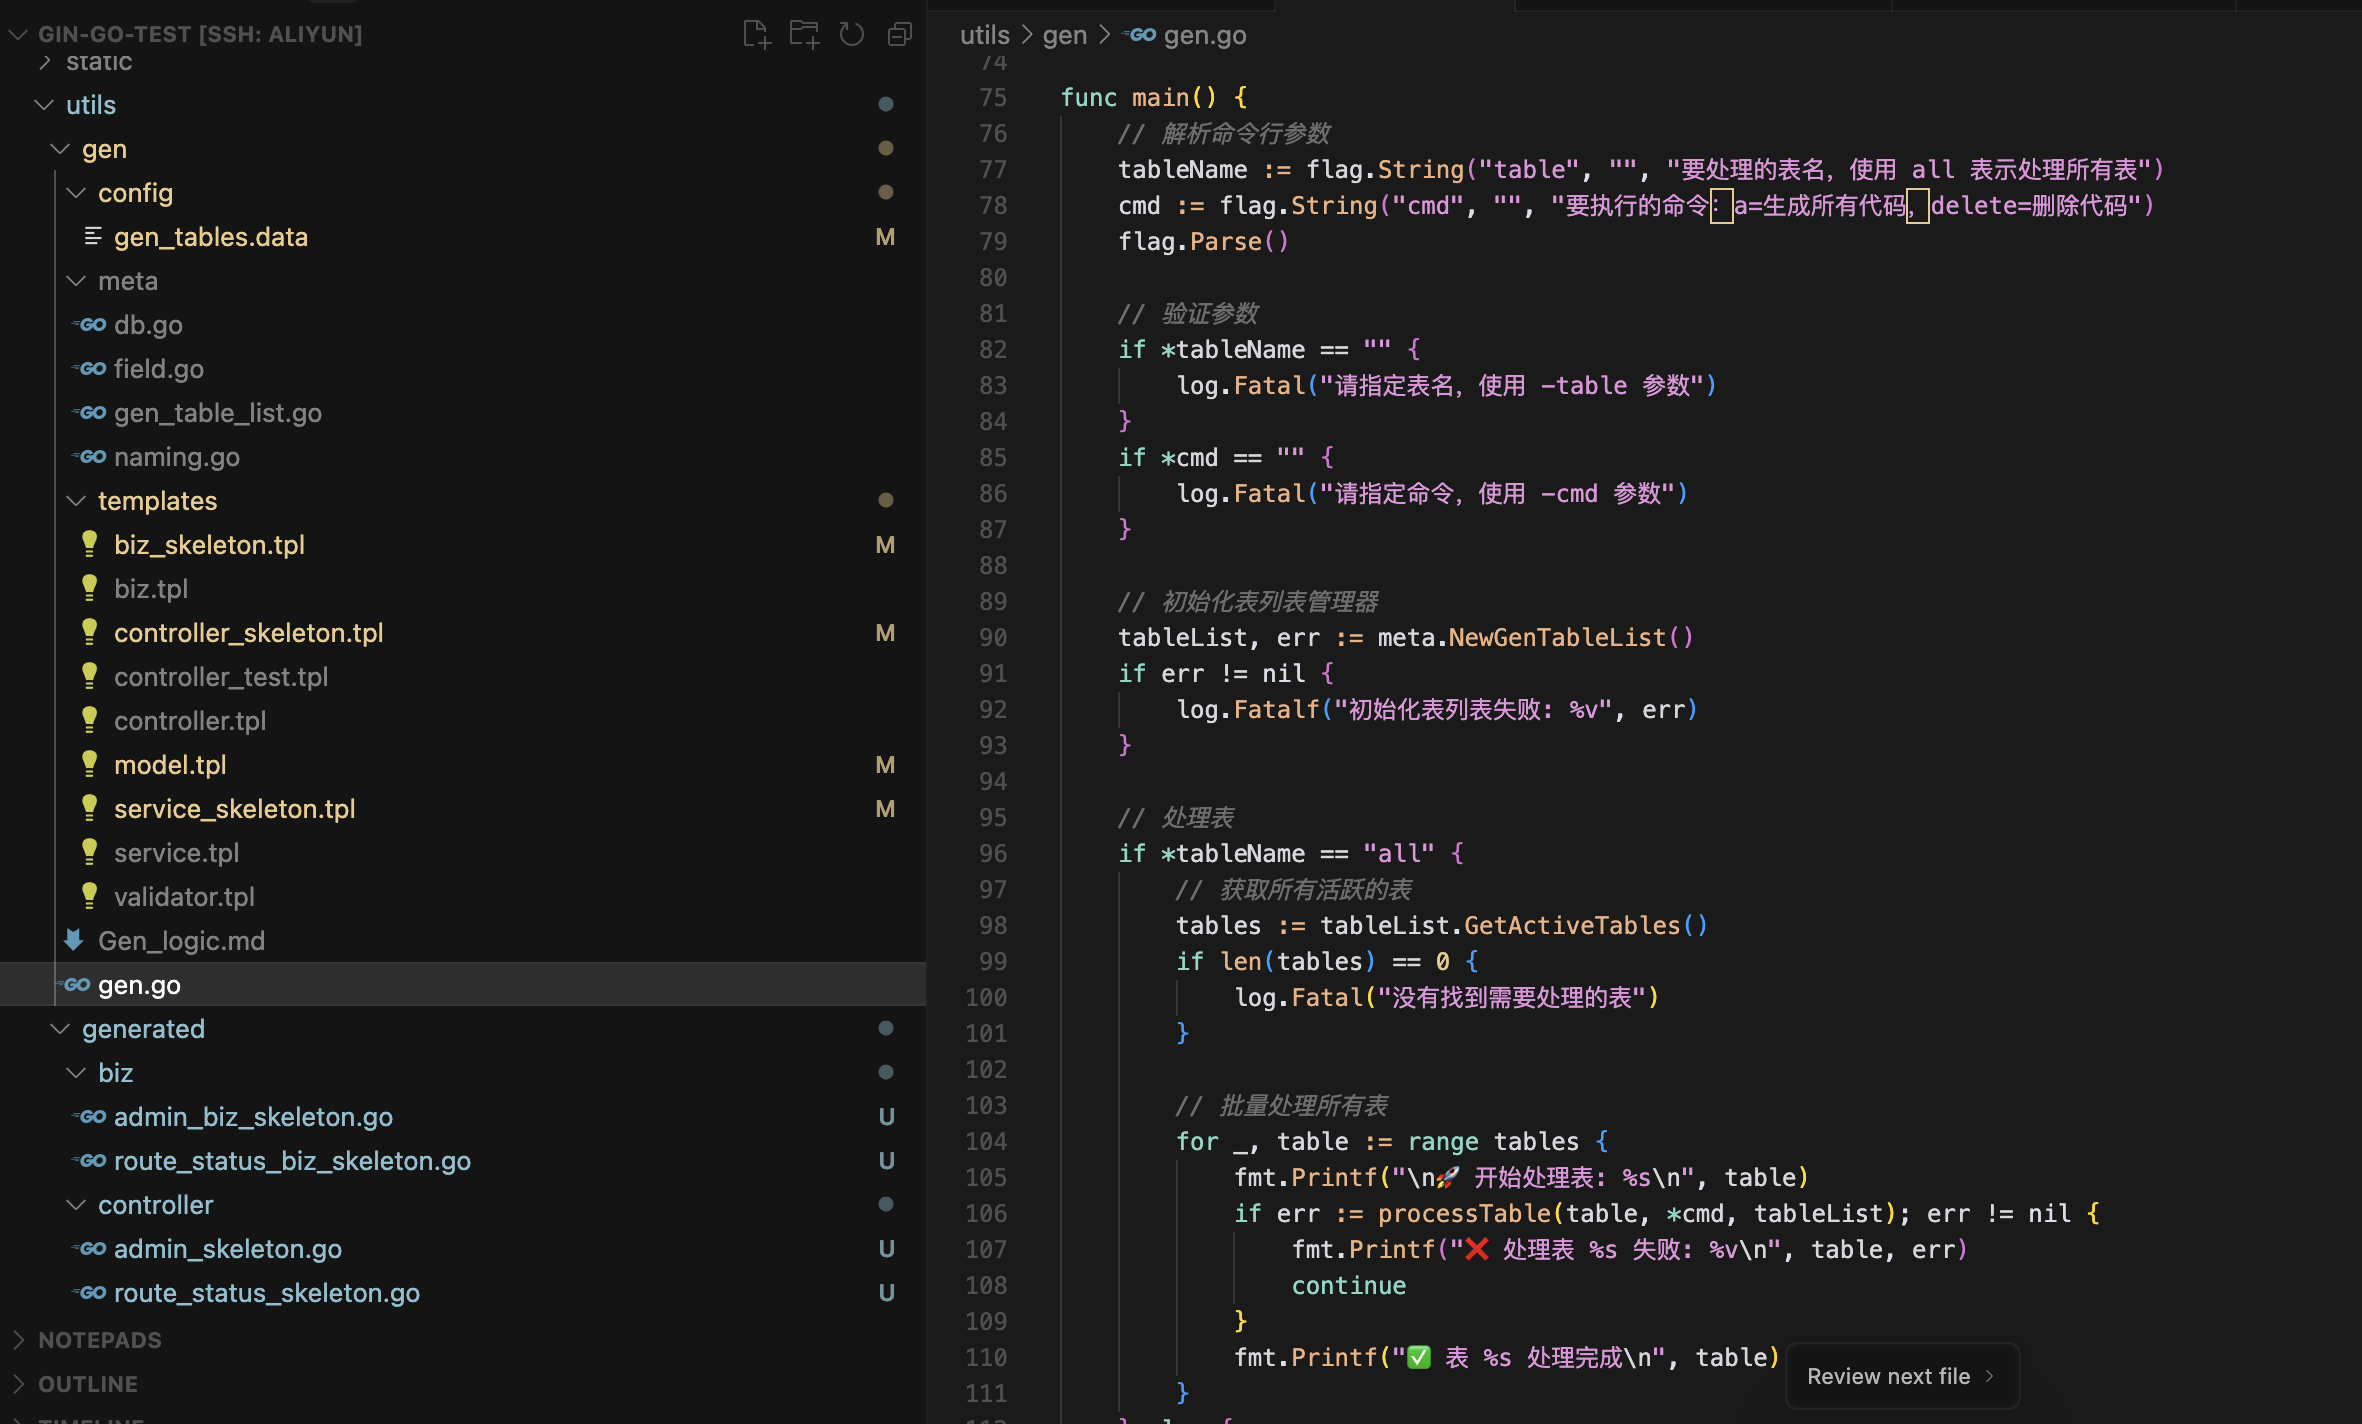 GIN-GO-TEST [SSH: ALIYUN]
static
utils
gen
config
gen_tables.data M
meta
db.go
field.go
gen_table_list.go
naming.go
templates
biz_skeleton.tpl M
biz.tpl
controller_skeleton.tpl M
controller_test.tpl
controller.tpl
model.tpl M
service_skeleton.tpl M
service.tpl
validator.tpl
Gen_logic.md
gen.go
generated
biz
admin_biz_skeleton.go U
route_status_biz_skeleton.go U
controller
admin_skeleton.go U
route_status_skeleton.go U
NOTEPADS
OUTLINE
TIMELINE
utils > gen > gen.go
74
75 func main() {
76 // 解析命令行参数
77 tableName := flag.String("table", "", "要处理的表名，使用 all 表示处理所有表")
78 cmd := flag.String("cmd", "", "要执行的命令：a=生成所有代码，delete=删除代码")
79 flag.Parse()
80
81 // 验证参数
82 if *tableName == "" {
83 log.Fatal("请指定表名，使用 -table 参数")
84 }
85 if *cmd == "" {
86 log.Fatal("请指定命令，使用 -cmd 参数")
87 }
88
89 // 初始化表列表管理器
90 tableList, err := meta.NewGenTableList()
91 if err != nil {
92 log.Fatalf("初始化表列表失败: %v", err)
93 }
94
95 // 处理表
96 if *tableName == "all" {
97 // 获取所有活跃的表
98 tables := tableList.GetActiveTables()
99 if len(tables) == 0 {
100 log.Fatal("没有找到需要处理的表")
101 }
102
103 // 批量处理所有表
104 for _, table := range tables {
105 fmt.Printf("\n🚀 开始处理表: %s\n", table)
106 if err := processTable(table, *cmd, tableList); err != nil {
107 fmt.Printf("❌ 处理表 %s 失败: %v\n", table, err)
108 continue
109 }
110 fmt.Printf("✅ 表 %s 处理完成\n", table)
111 }
Review next file >